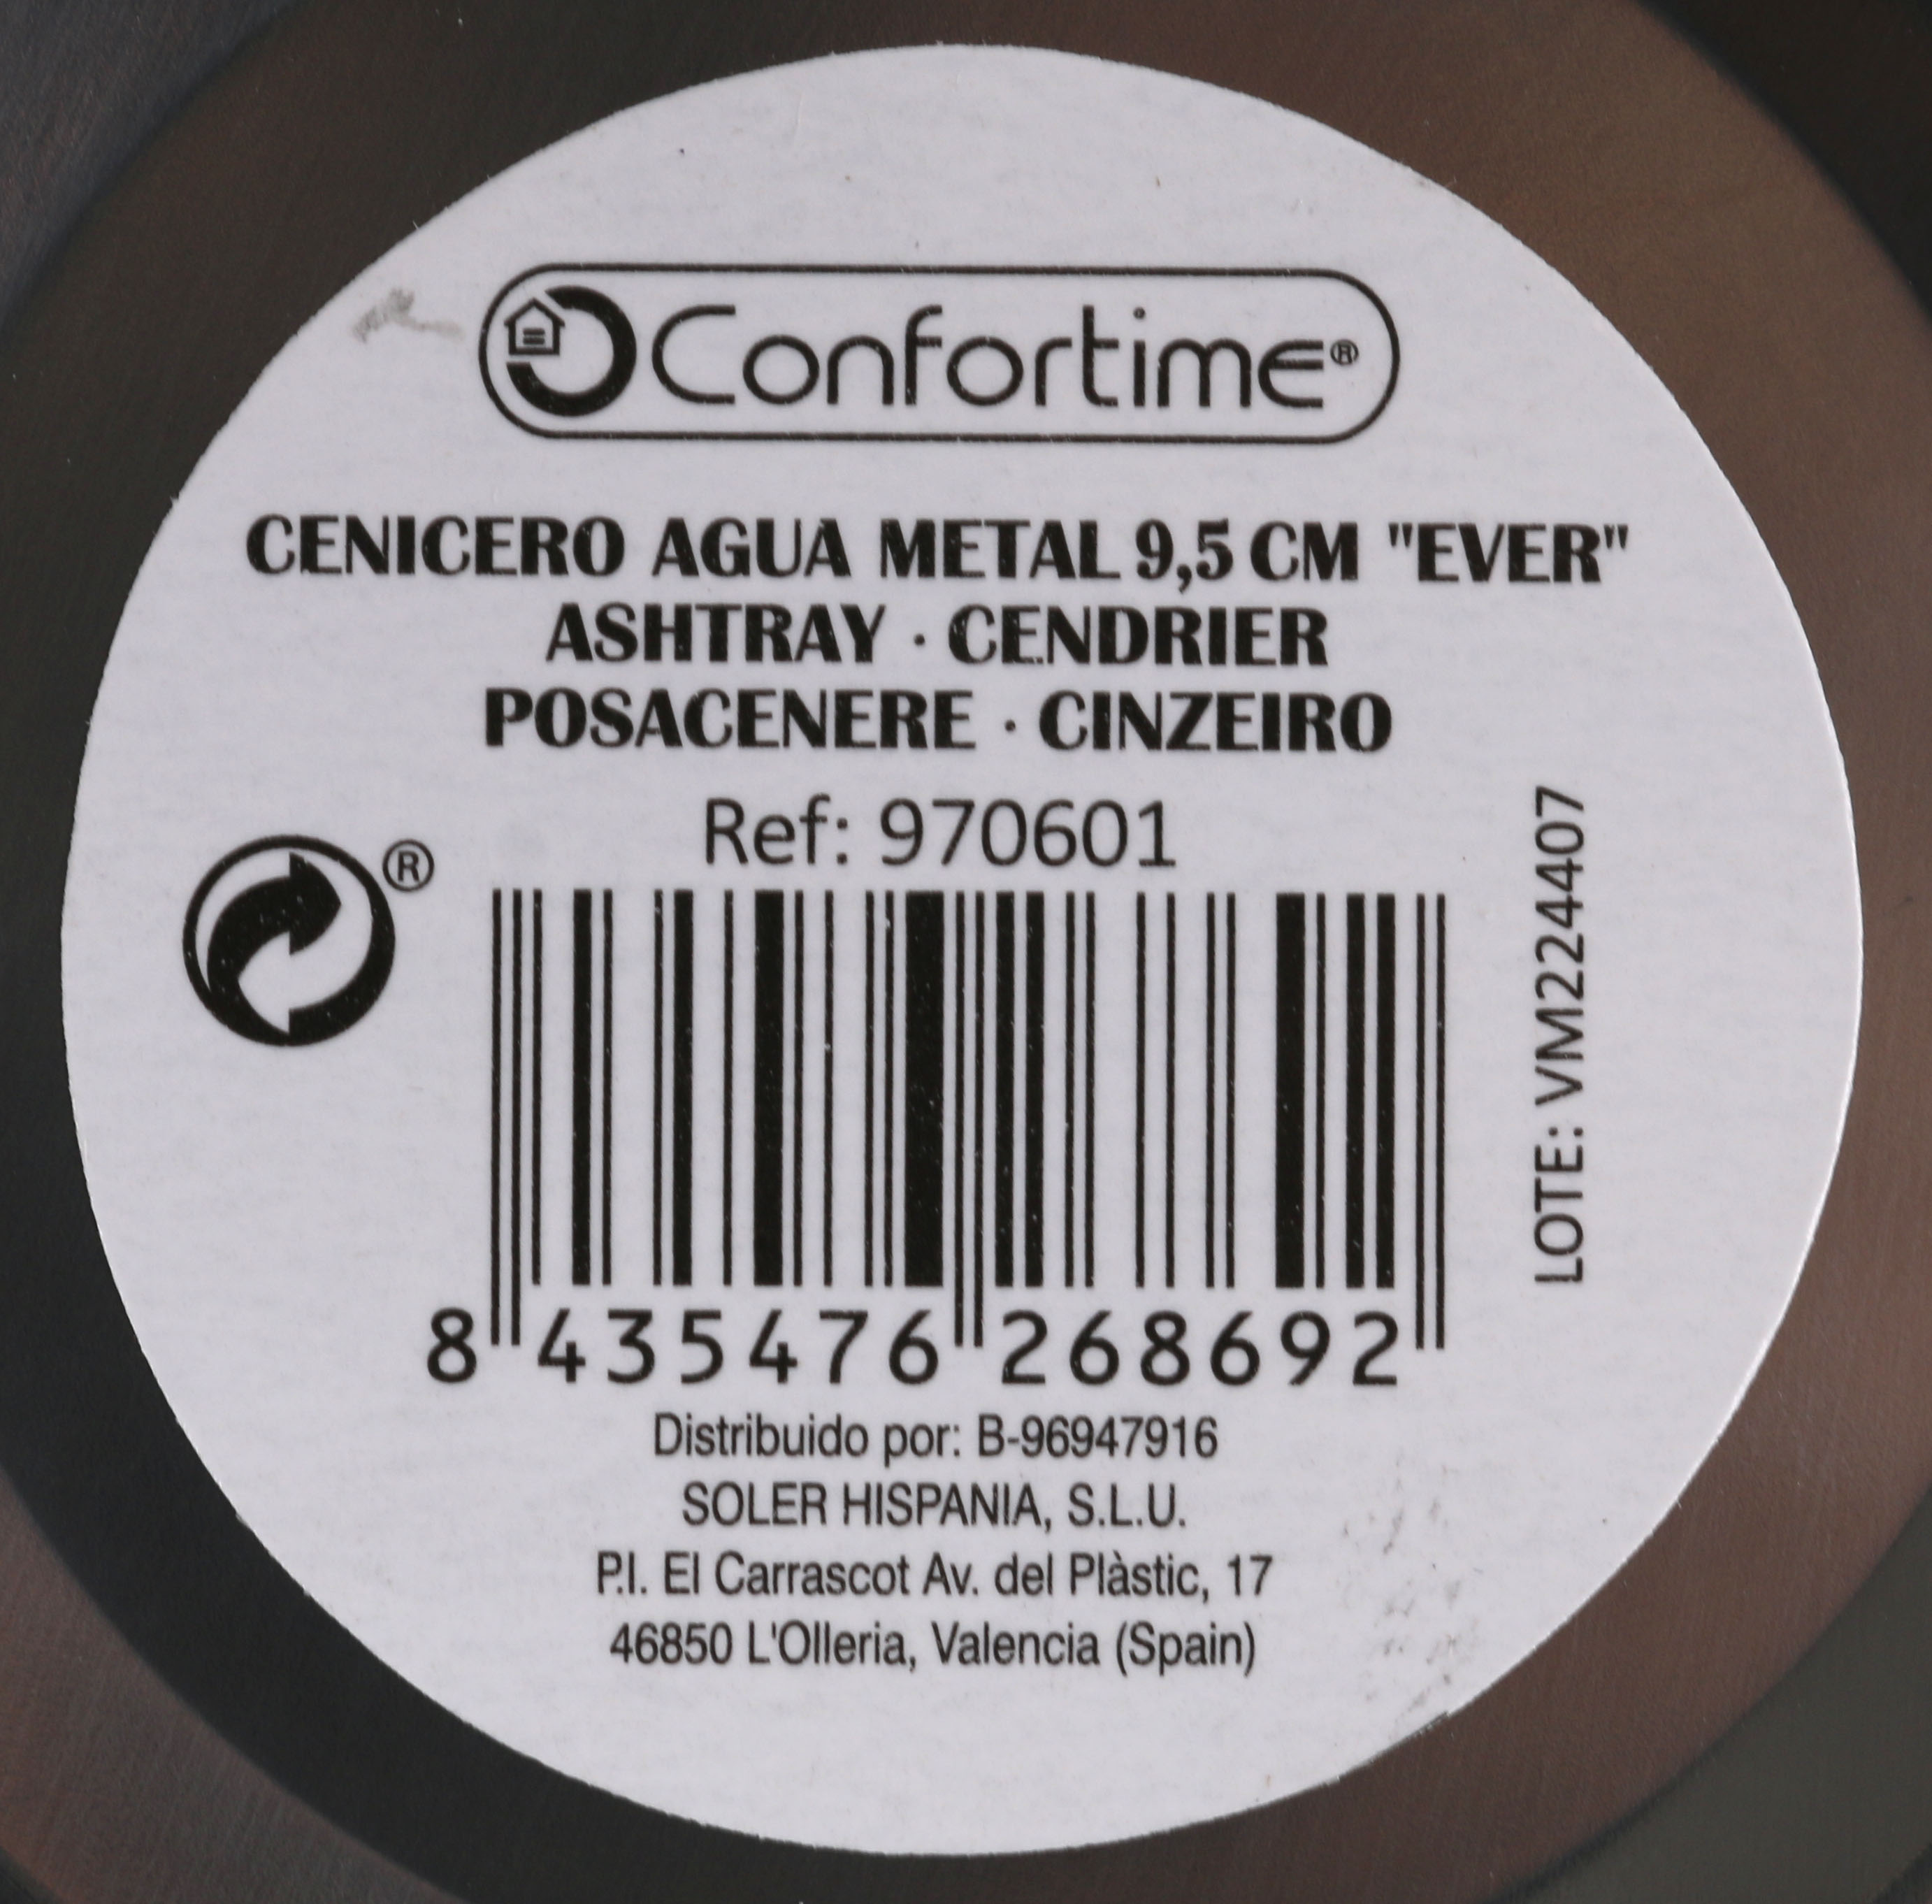 Confortime®
CENICERO AGUA METAL 9,5 CM "EVER"
ASHTRAY · CENDRIER
POSACENERE · CINZEIRO
Ref: 970601
®
LOTE: VM224407
8 435476 268692
Distribuido por: B-96947916
SOLER HISPANIA, S.L.U.
P.I. El Carrascot Av. del Plàstic, 17
46850 L'Olleria, Valencia (Spain)